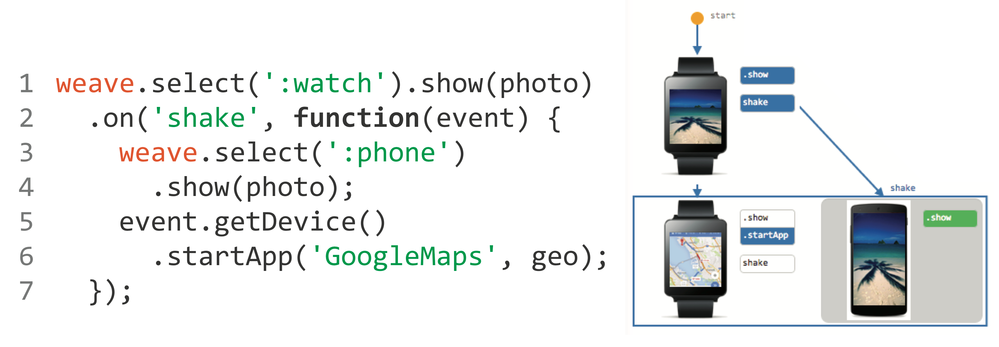 1 weave.select(':watch').show(photo)
2 .on('shake', function(event) {
3 weave.select(':phone')
4 .show(photo);
5 event.getDevice()
6 .startApp('GoogleMaps', geo);
7 });
start
.show
shake
shake
.show
.startApp
shake
.show